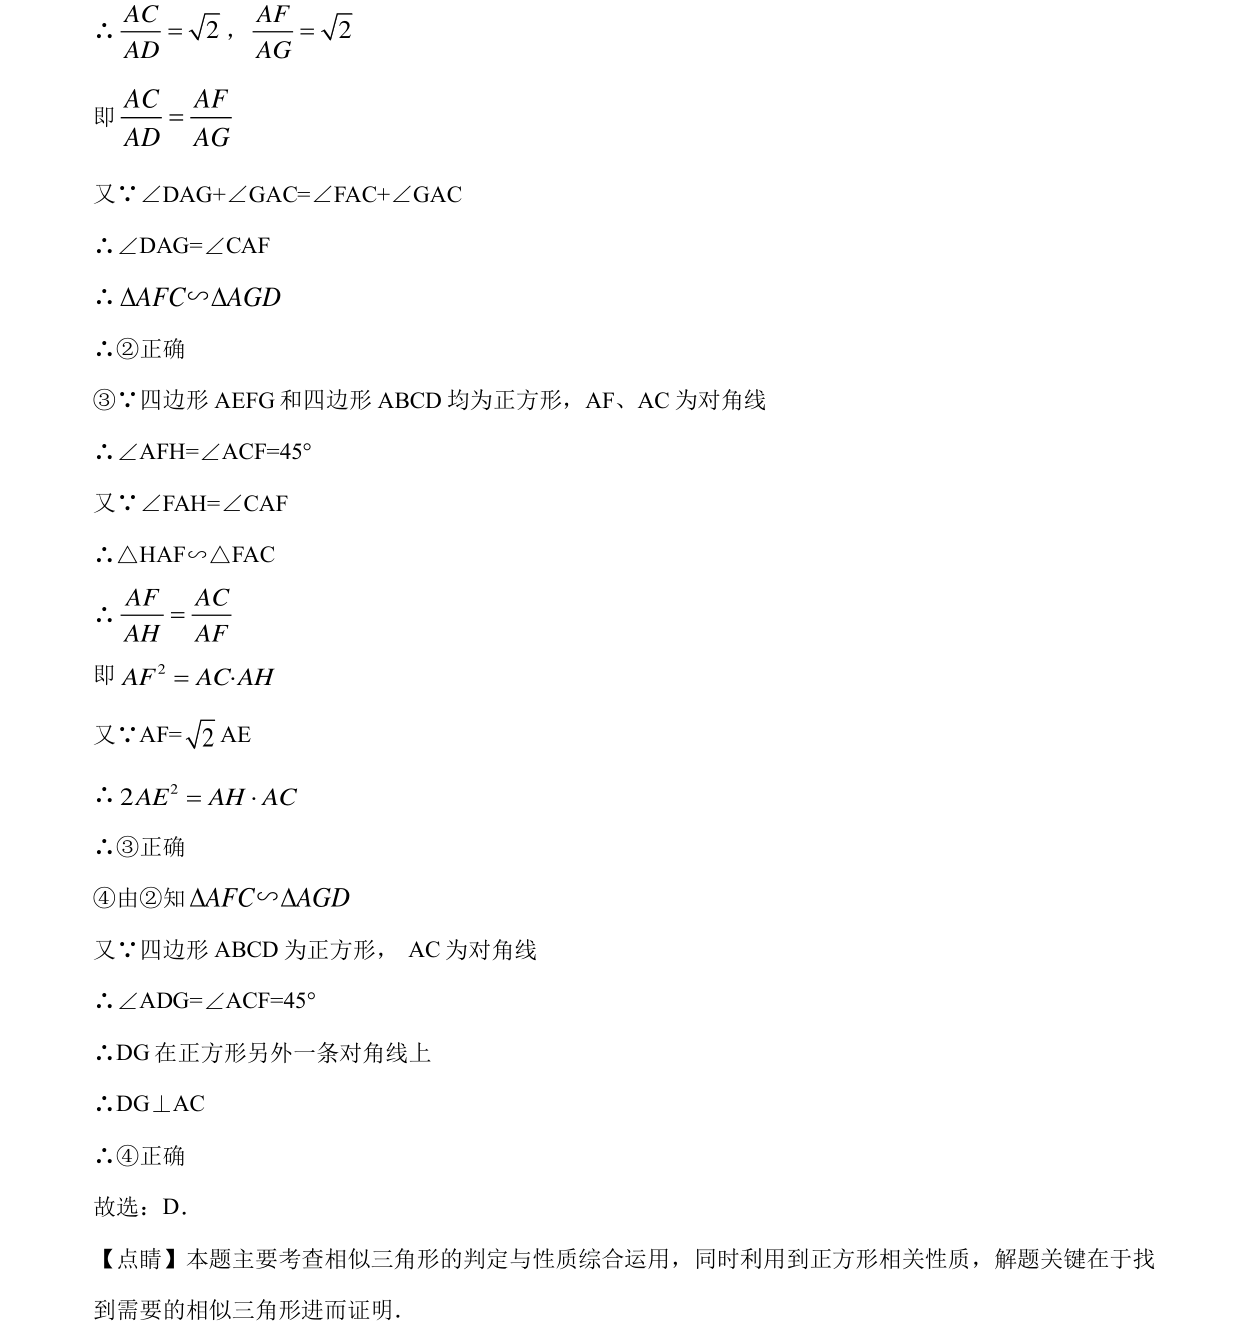 ∴AC/AD=√2，AF/AG=√2
即AC/AD=AF/AG
又∵∠DAG+∠GAC=∠FAC+∠GAC
∴∠DAG=∠CAF
∴ΔAFC∽ΔAGD
∴②正确
③∵四边形 AEFG 和四边形 ABCD 均为正方形，AF、AC 为对角线
∴∠AFH=∠ACF=45°
又∵∠FAH=∠CAF
∴△HAF∽△FAC
∴AF/AH=AC/AF
即 AF²=AC·AH
又∵AF=√2 AE
∴2AE²=AH·AC
∴③正确
④由②知ΔAFC∽ΔAGD
又∵四边形 ABCD 为正方形， AC 为对角线
∴∠ADG=∠ACF=45°
∴DG 在正方形另外一条对角线上
∴DG⊥AC
∴④正确
故选：D．
【点睛】本题主要考查相似三角形的判定与性质综合运用，同时利用到正方形相关性质，解题关键在于找
到需要的相似三角形进而证明．